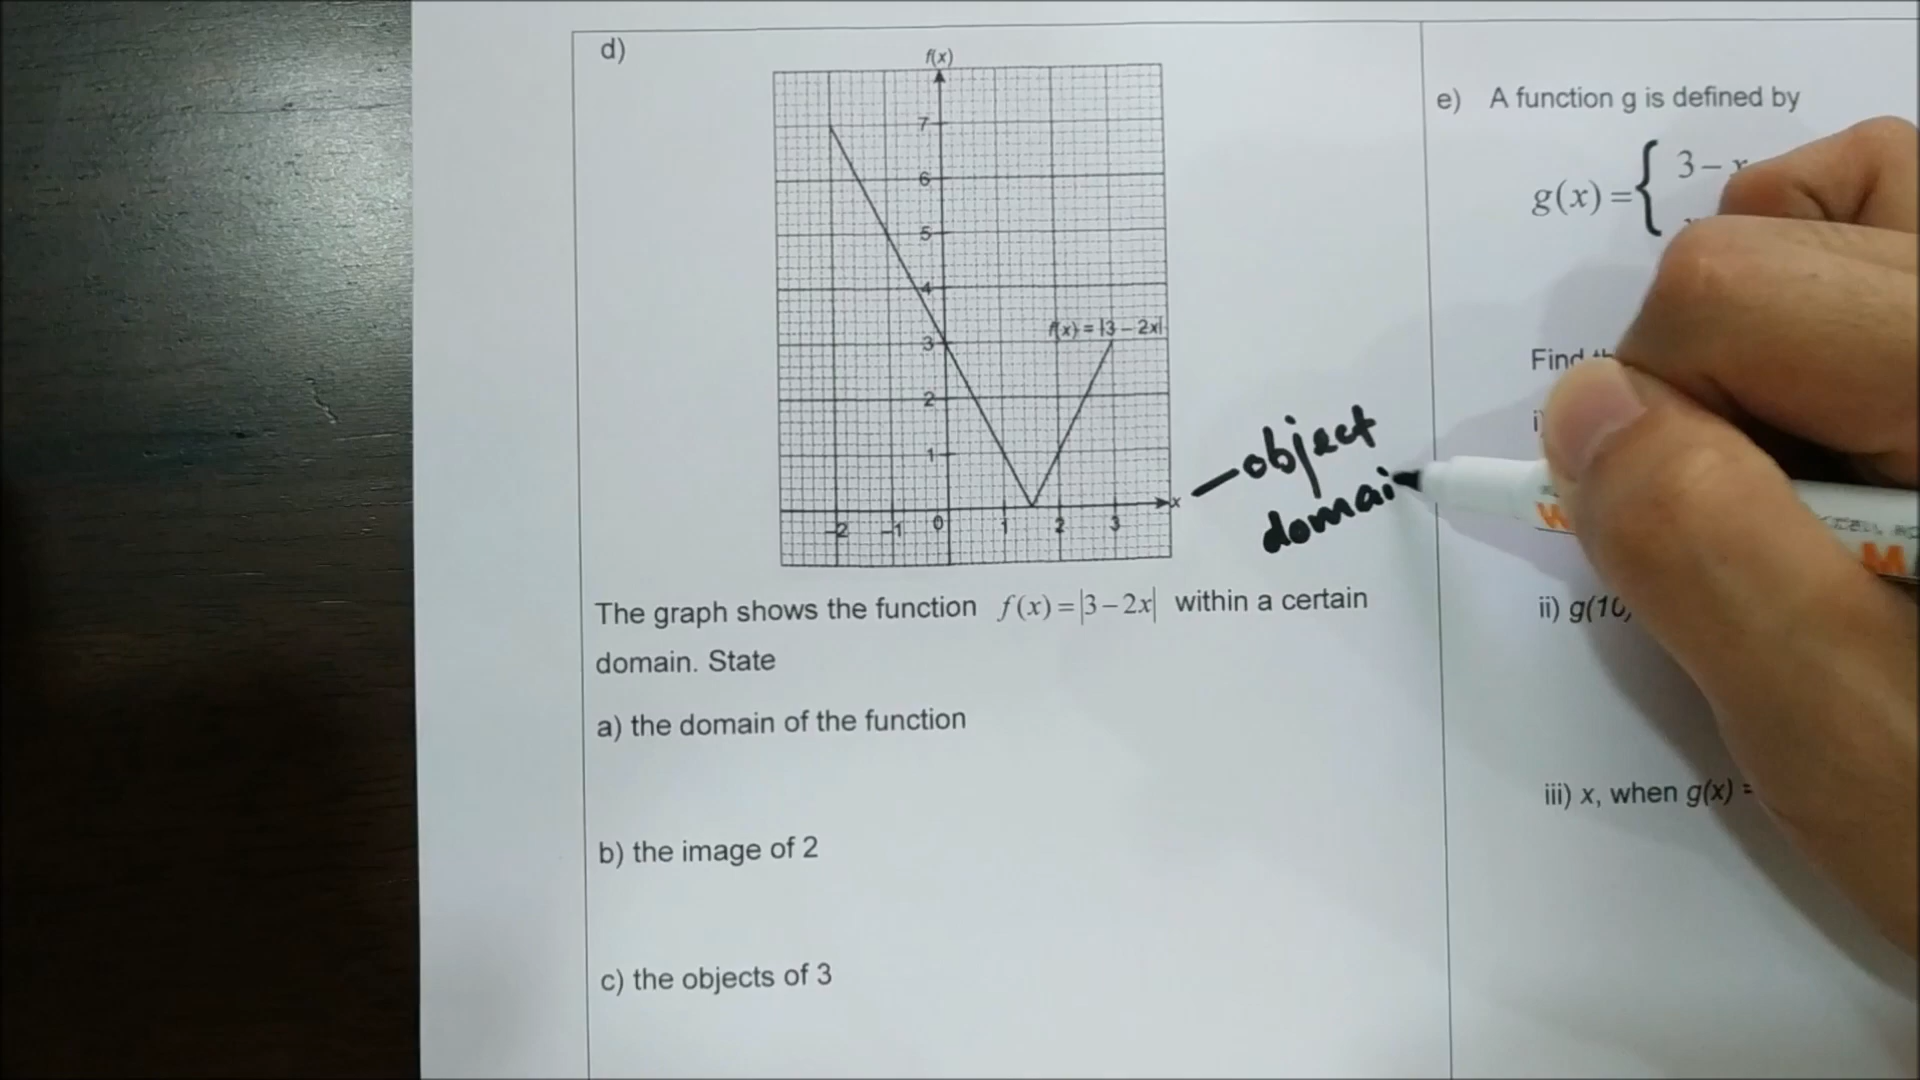 d)
f(x)
7
6
5
4
f(x) = |3 – 2x|
3
2
1
x
–2 –1 0 1 2 3
object
domai
The graph shows the function f(x) = |3 – 2x| within a certain
domain. State
a) the domain of the function
b) the image of 2
c) the objects of 3
e) A function g is defined by
g(x) = { 3 – x
Find
i)
ii) g(10,
iii) x, when g(x) =